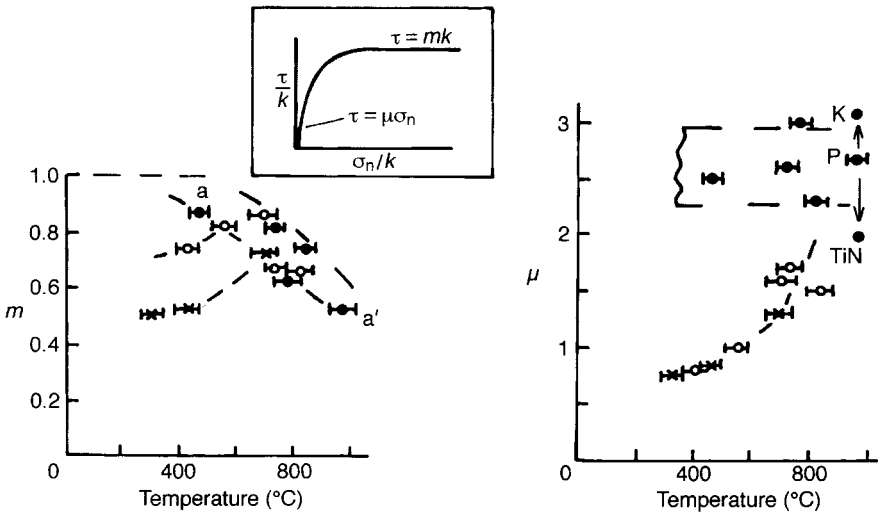 τ = mk
τ/k
τ = μσn
σn/k
1.0
0.8
0.6
0.4
0.2
0
m
a
a'
400
800
Temperature (°C)
3
2
1
0
μ
K
P
TiN
400
800
Temperature (°C)